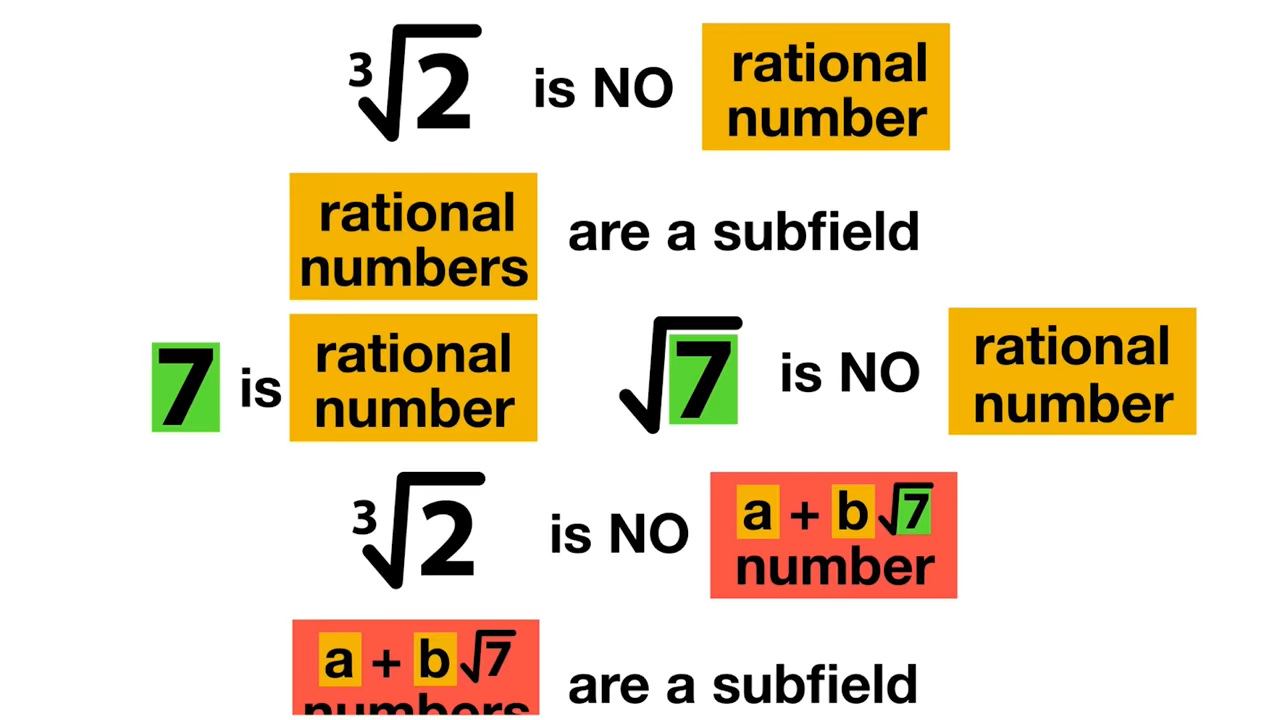 ∛2 is NO rational number
rational numbers are a subfield
7 is rational number √7 is NO rational number
∛2 is NO a + b√7 number
a + b√7 numbers are a subfield